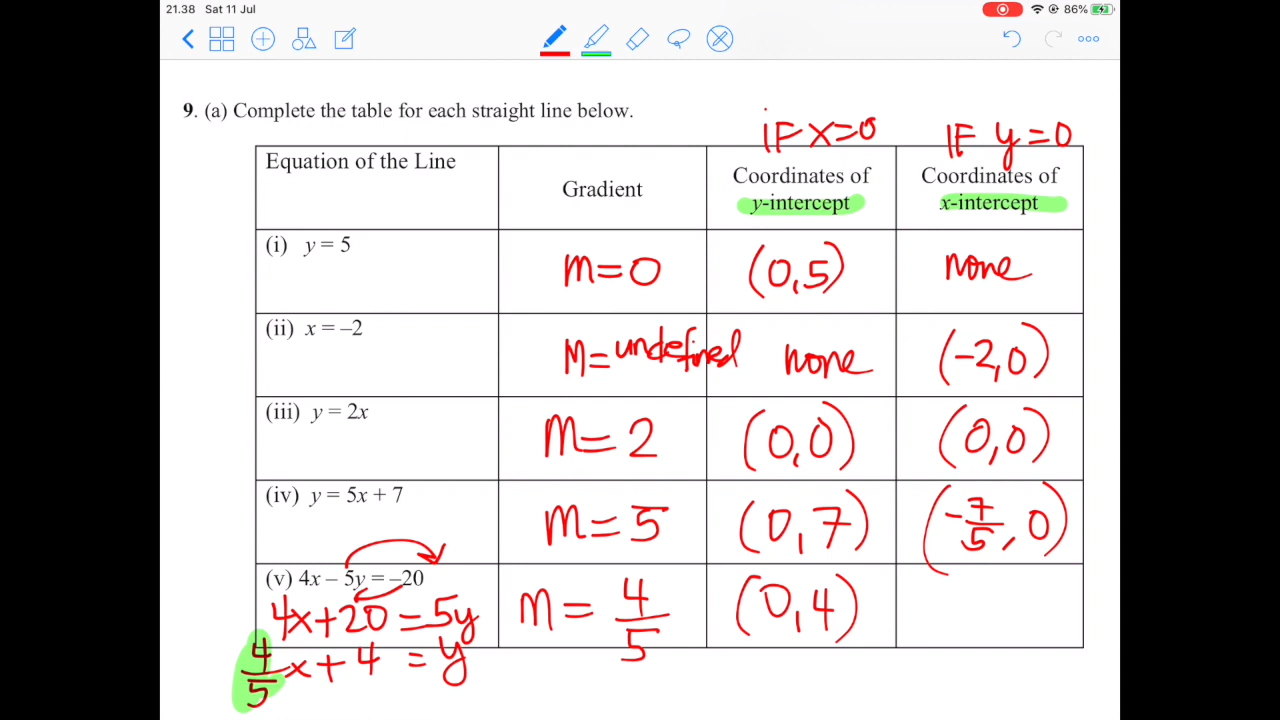 21.38 Sat 11 Jul
86%
9. (a) Complete the table for each straight line below.
IF x=0
IF y=0
Equation of the Line
Gradient
Coordinates of
y-intercept
Coordinates of
x-intercept
(i) y = 5
m=0
(0,5)
none
(ii) x = –2
M=undefined
none
(-2,0)
(iii) y = 2x
M=2
(0,0)
(0,0)
(iv) y = 5x + 7
M=5
(0,7)
(-7/5,0)
(v) 4x – 5y = –20
4x+20=5y
4/5x+4=y
M=4/5
(0,4)